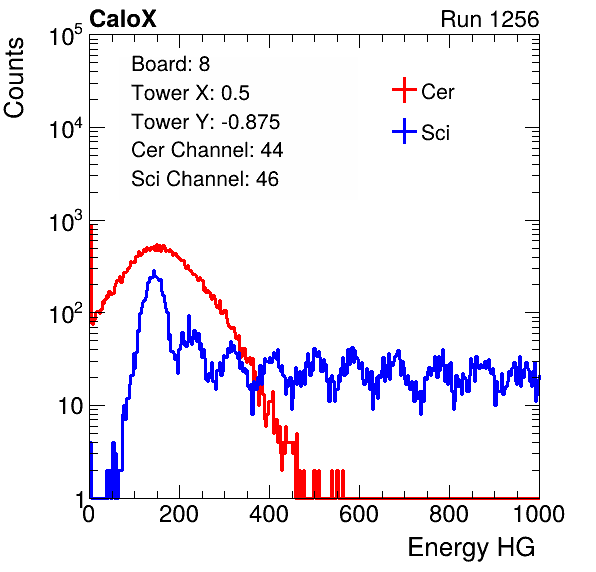 CaloX Run 1256
Counts
Board: 8
Tower X: 0.5
Tower Y: -0.875
Cer Channel: 44
Sci Channel: 46
Cer
Sci
10^5
10^4
10^3
10^2
10
1
0 200 400 600 800 1000
Energy HG